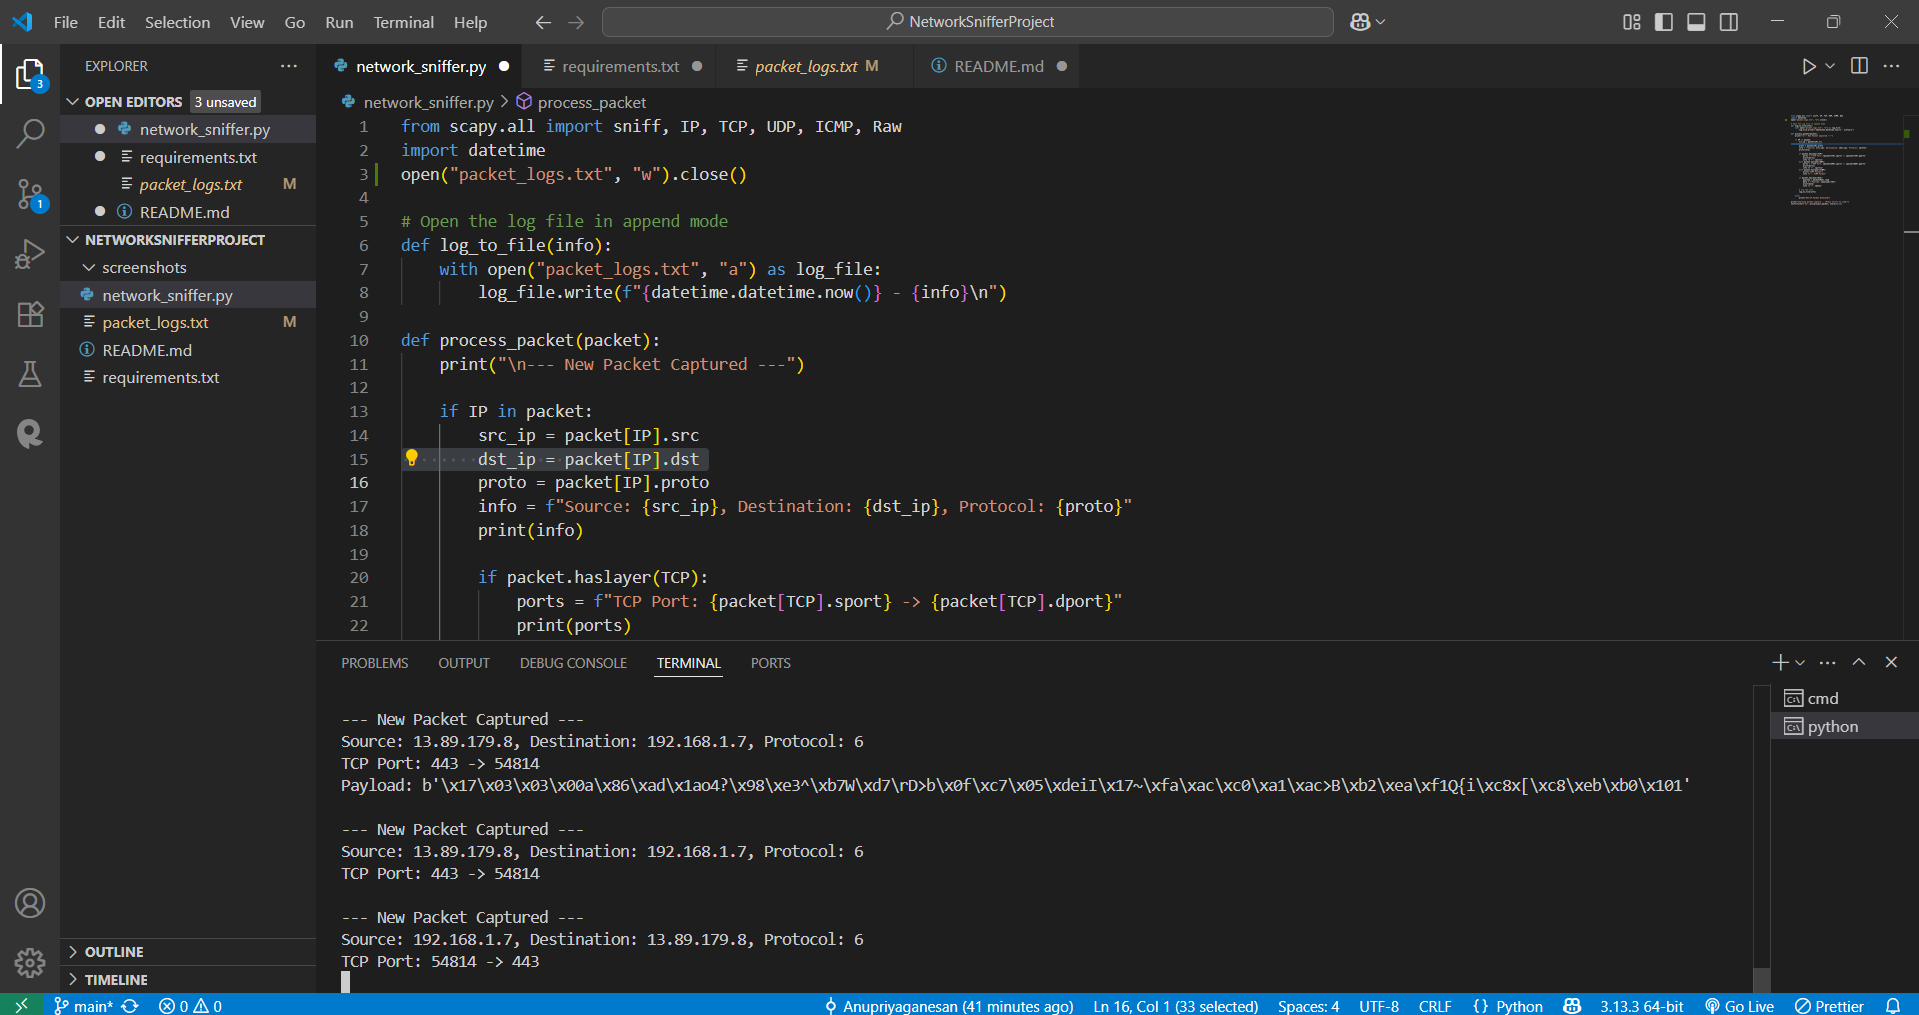 File Edit Selection View Go Run Terminal Help
NetworkSnifferProject
EXPLORER
OPEN EDITORS 3 unsaved
network_sniffer.py
requirements.txt
packet_logs.txt M
README.md
NETWORKSNIFFERPROJECT
screenshots
network_sniffer.py
packet_logs.txt M
README.md
requirements.txt
OUTLINE
TIMELINE
3
1
network_sniffer.py requirements.txt packet_logs.txt M README.md
network_sniffer.py > process_packet
1 from scapy.all import sniff, IP, TCP, UDP, ICMP, Raw
2 import datetime
3 open("packet_logs.txt", "w").close()
4
5 # Open the log file in append mode
6 def log_to_file(info):
7 with open("packet_logs.txt", "a") as log_file:
8 log_file.write(f"{datetime.datetime.now()} - {info}\n")
9
10 def process_packet(packet):
11 print("\n--- New Packet Captured ---")
12
13 if IP in packet:
14 src_ip = packet[IP].src
15 dst_ip = packet[IP].dst
16 proto = packet[IP].proto
17 info = f"Source: {src_ip}, Destination: {dst_ip}, Protocol: {proto}"
18 print(info)
19
20 if packet.haslayer(TCP):
21 ports = f"TCP Port: {packet[TCP].sport} -> {packet[TCP].dport}"
22 print(ports)
PROBLEMS OUTPUT DEBUG CONSOLE TERMINAL PORTS
--- New Packet Captured ---
Source: 13.89.179.8, Destination: 192.168.1.7, Protocol: 6
TCP Port: 443 -> 54814
Payload: b'\x17\x03\x03\x00a\x86\xad\x1ao4?\x98\xe3^\xb7W\xd7\rD>b\x0f\xc7\x05\xdeiI\x17~\xfa\xac\xc0\xa1\xac>B\xb2\xea\xf1Q{i\xc8x[\xc8\xeb\xb0\x101'
--- New Packet Captured ---
Source: 13.89.179.8, Destination: 192.168.1.7, Protocol: 6
TCP Port: 443 -> 54814
--- New Packet Captured ---
Source: 192.168.1.7, Destination: 13.89.179.8, Protocol: 6
TCP Port: 54814 -> 443
cmd
python
main* 0 0 Anupriyaganesan (41 minutes ago) Ln 16, Col 1 (33 selected) Spaces: 4 UTF-8 CRLF {} Python 3.13.3 64-bit Go Live Prettier